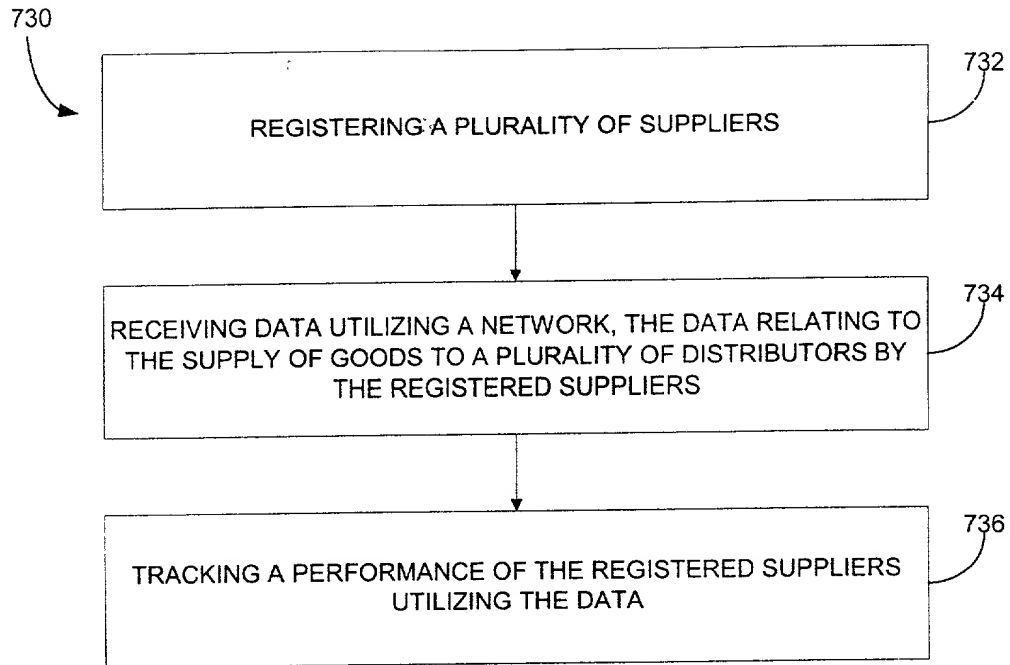 730
732
REGISTERING A PLURALITY OF SUPPLIERS
734
RECEIVING DATA UTILIZING A NETWORK, THE DATA RELATING TO
THE SUPPLY OF GOODS TO A PLURALITY OF DISTRIBUTORS BY
THE REGISTERED SUPPLIERS
736
TRACKING A PERFORMANCE OF THE REGISTERED SUPPLIERS
UTILIZING THE DATA